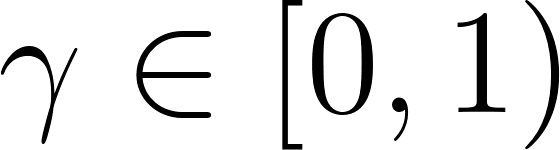 γ ∈ [0, 1)